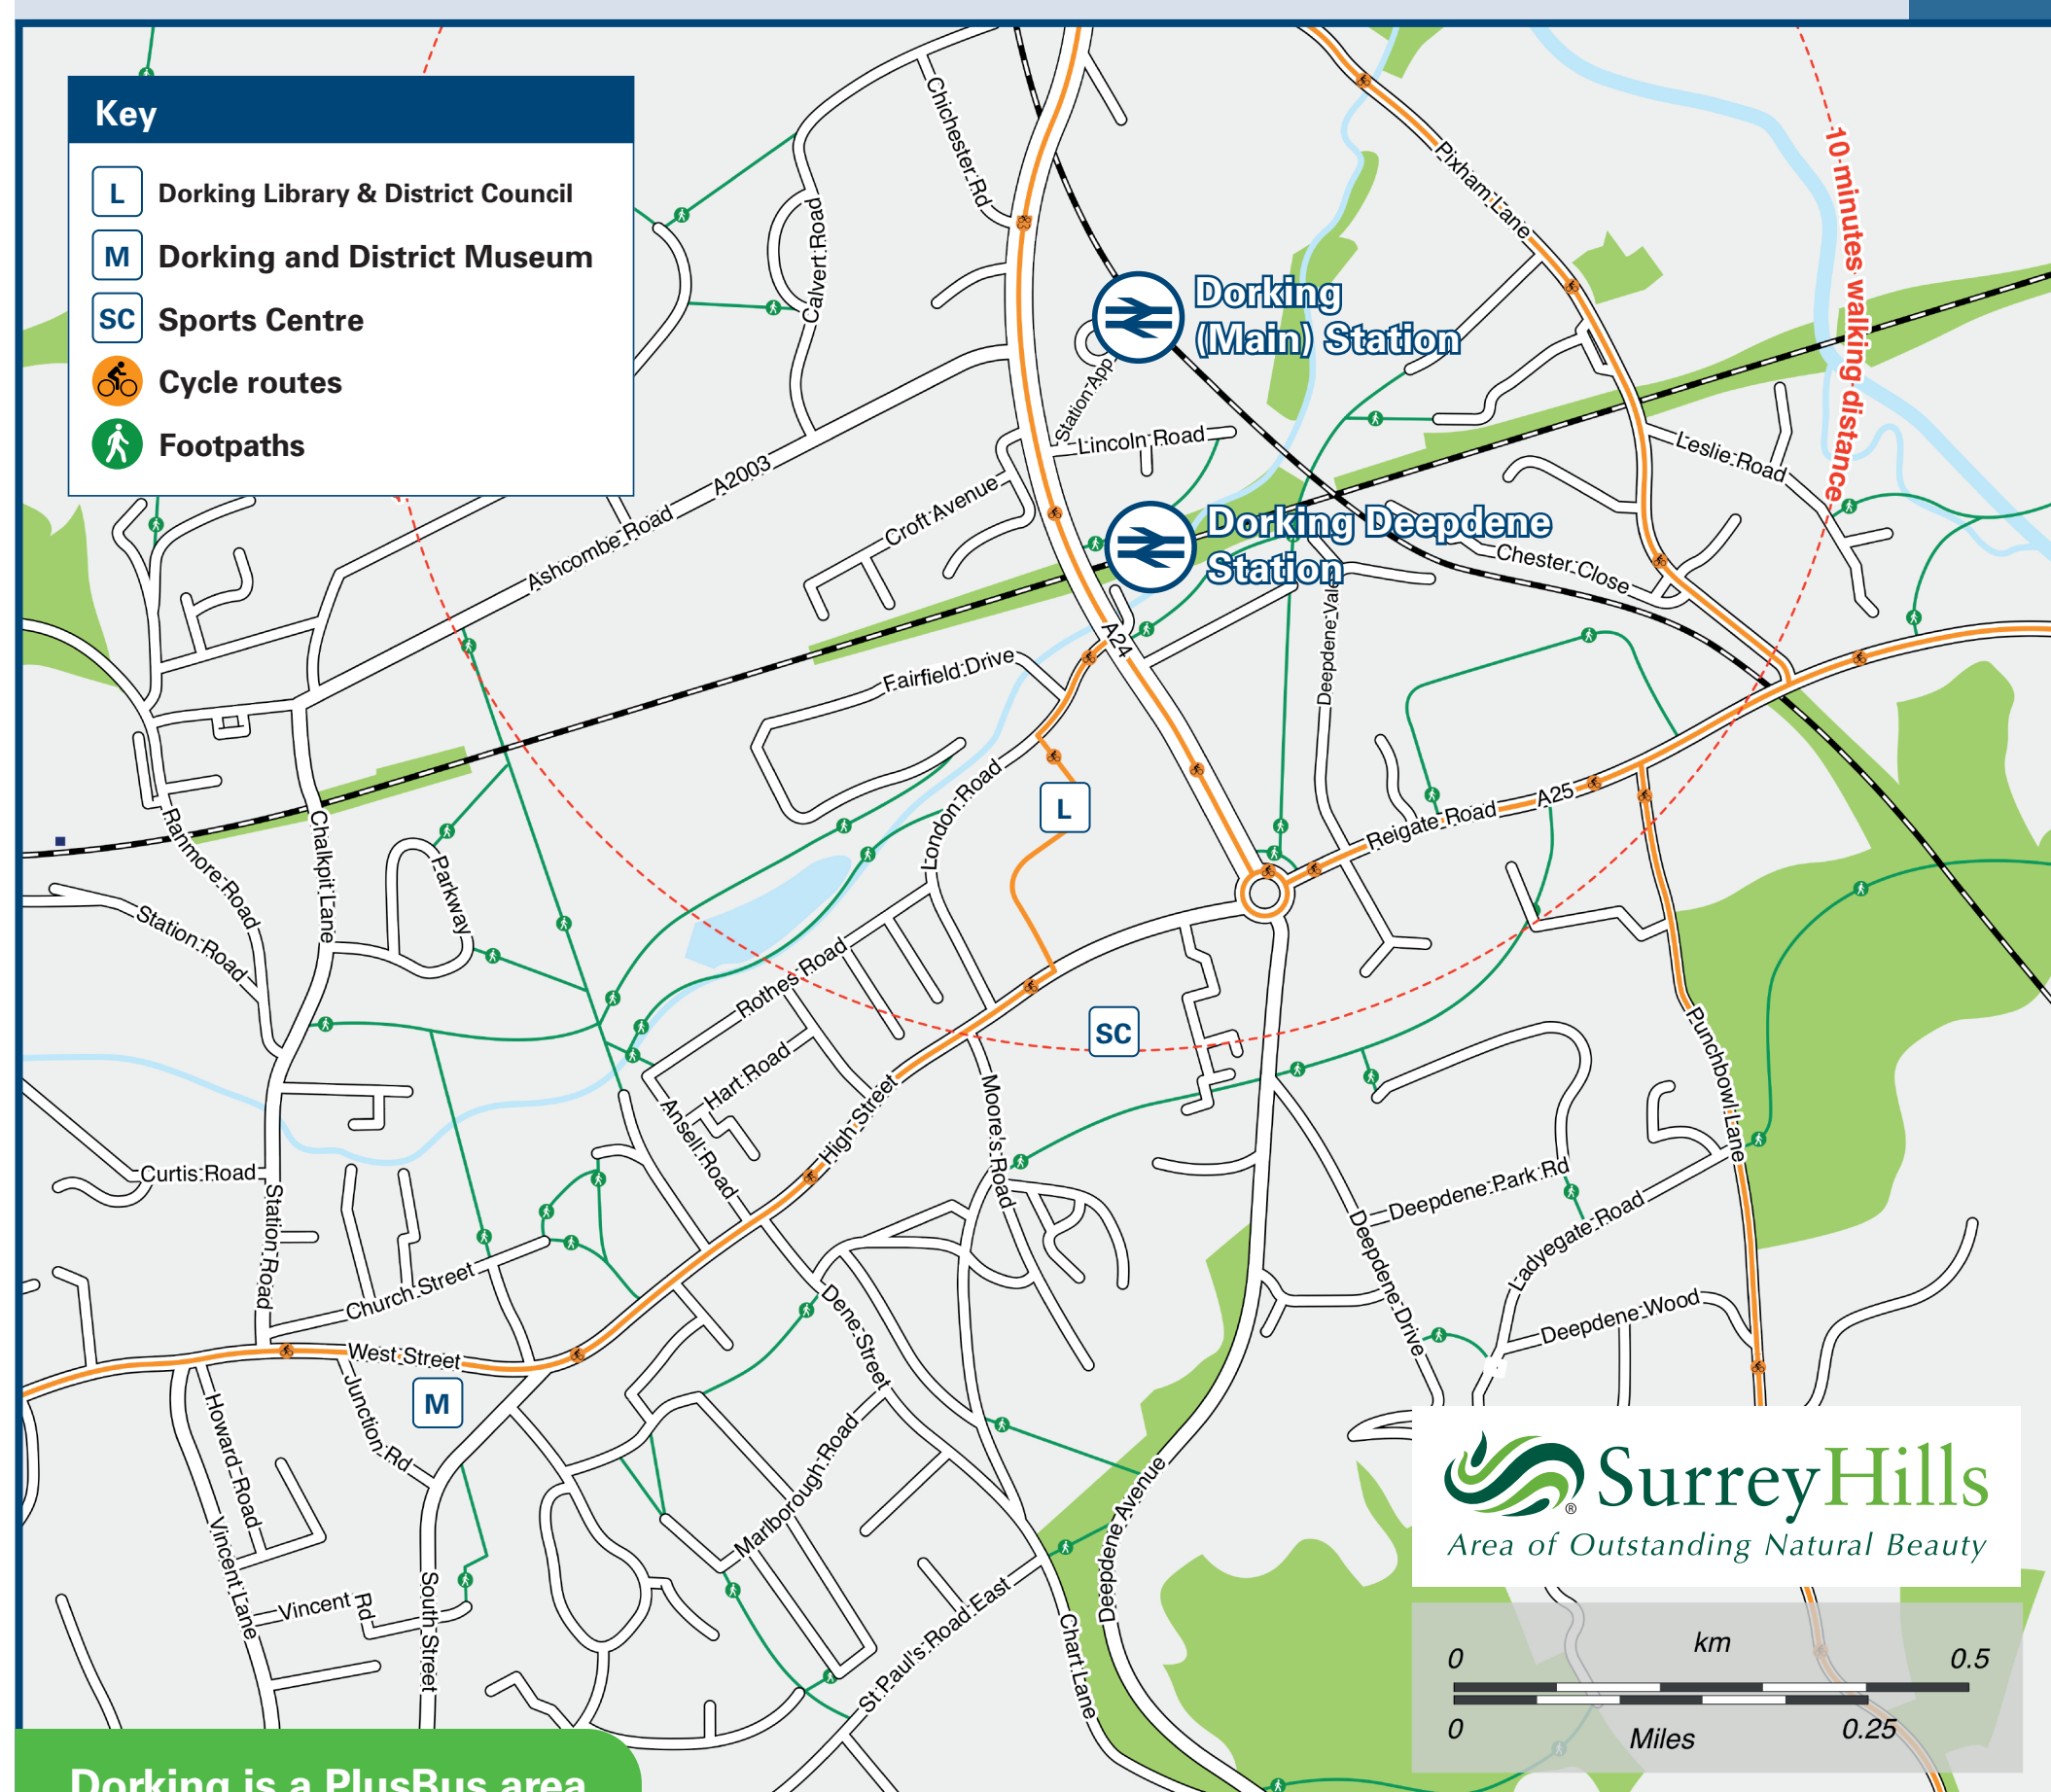 Key
L Dorking Library & District Council
M Dorking and District Museum
SC Sports Centre
Cycle routes
Footpaths
Chichester Rd
Calvert Road
Pixham Lane
10 minutes walking distance
Dorking
(Main) Station
Station App
Lincoln Road
Leslie Road
A2003
Ashcombe Road
Croft Avenue
Dorking Deepdene
Station
Chester Close
A24
Fairfield Drive
Deepdene Vale
London Road
L
Reigate Road
A25
Ranmore Road
Chalkpit Lane
Parkway
Station Road
Rothes Road
SC
Hart Road
Ansell Road
High Street
Moore's Road
Punchbowl Lane
Curtis Road
Station Road
Deepdene Park Rd
Ladyegate Road
Church Street
Dene Street
Deepdene Drive
Deepdene Wood
West Street
M
Junction Rd
Howard Road
Marlborough Road
Vincent Lane
Vincent Rd
South Street
Deepdene Avenue
St Paul's Road East
Chart Lane
SurreyHills
®
Area of Outstanding Natural Beauty
km
0 0.5
0 0.25
Miles
Dorking is a PlusBus area